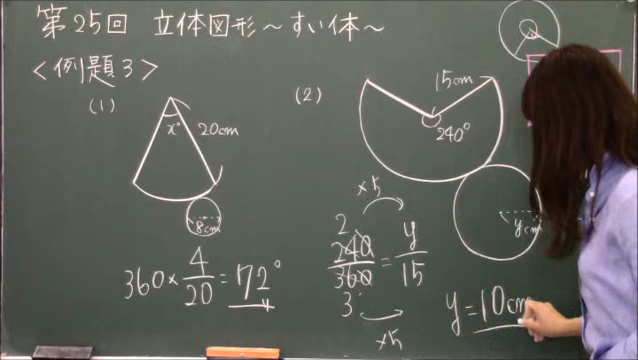 第25回 立体図形～すい体～
<例題3>
(1)
x°
20cm
8cm
360×4/20=72°
(2)
15cm
240°
ycm
×5
2
240/360=y/15
3
×5
y=10cm